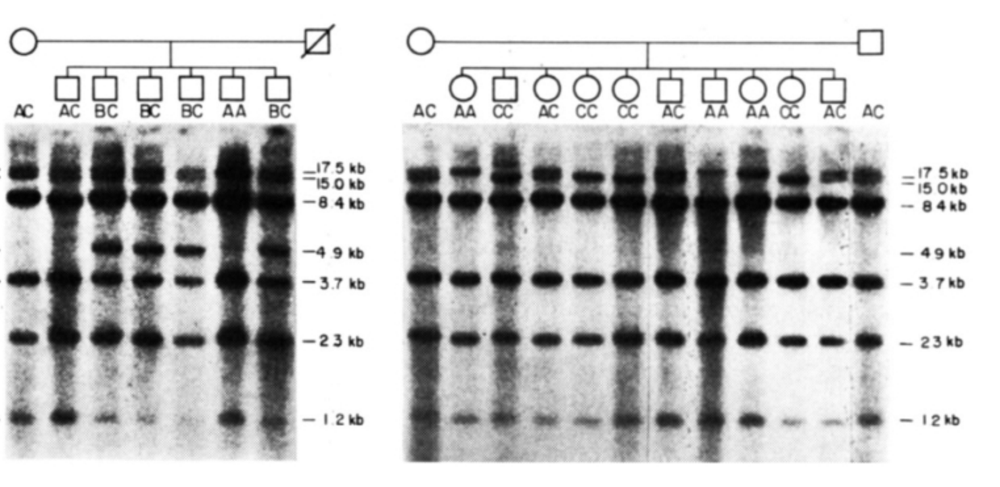 AC AC BC BC BC AA BC
17.5 kb
15.0 kb
8.4 kb
4.9 kb
3.7 kb
2.3 kb
1.2 kb
AC AA CC AC CC CC AC AA AA CC AC AC
17 5 kb
15 0 kb
8 4 kb
4 9 kb
3 7 kb
2 3 kb
1 2 kb